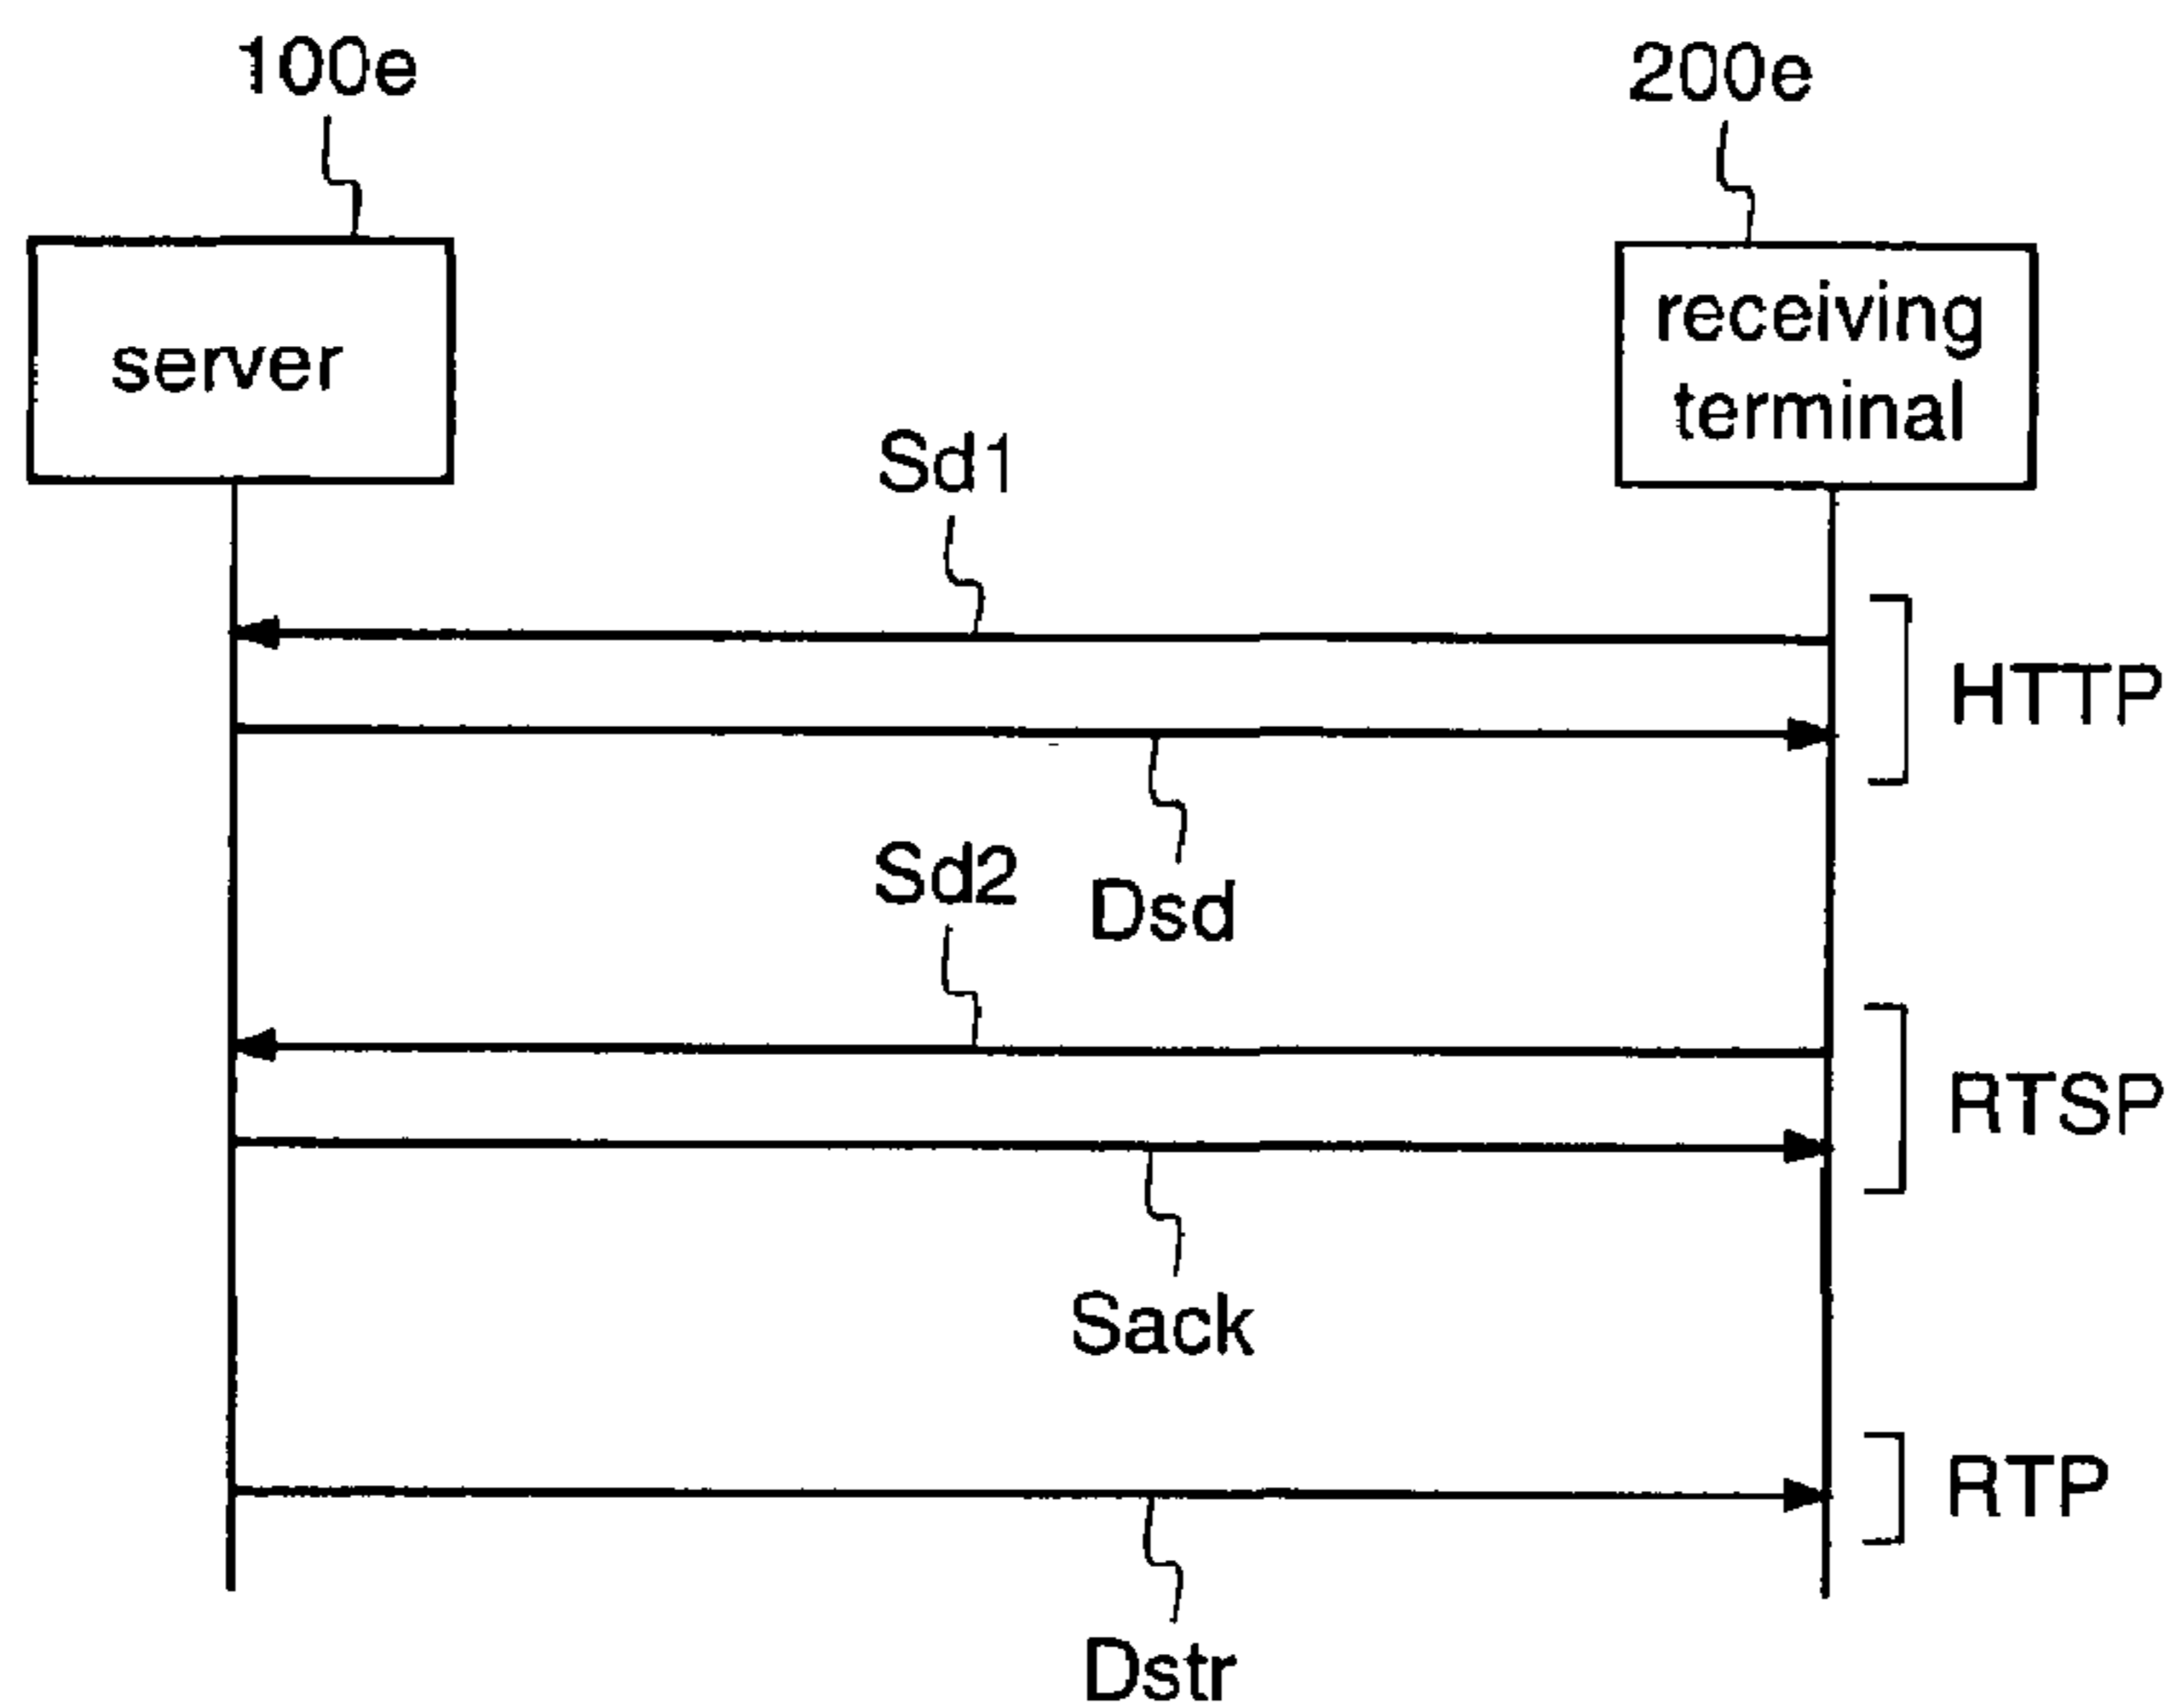 100e
200e
server
receiving
terminal
Sd1
HTTP
Dsd
Sd2
RTSP
Sack
RTP
Dstr